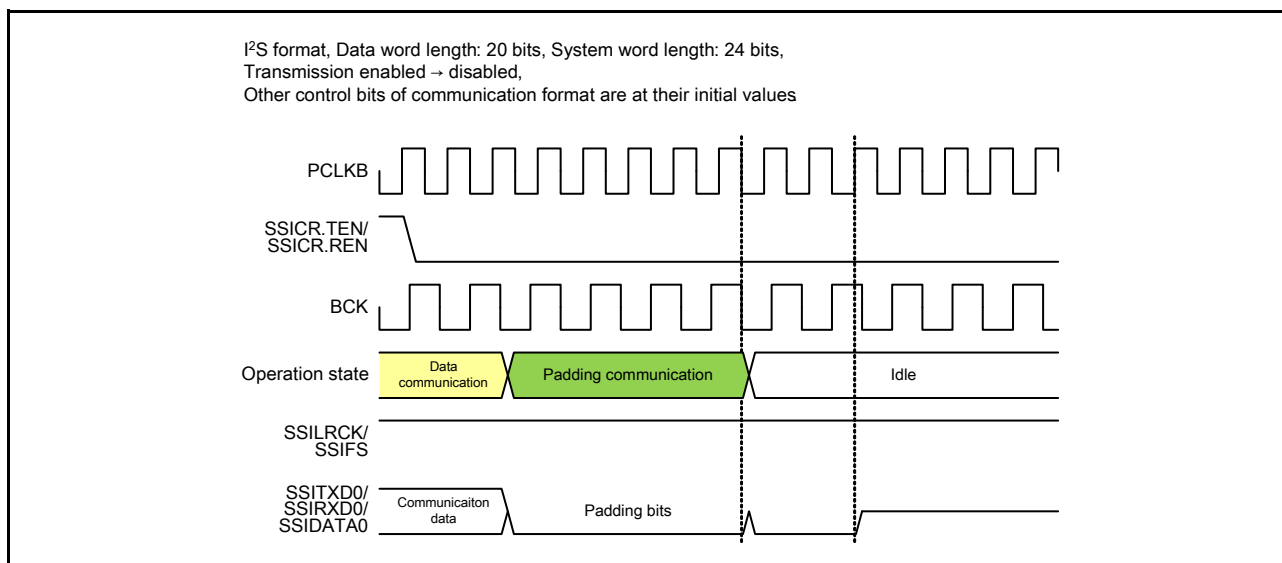 I²S format, Data word length: 20 bits, System word length: 24 bits,
Transmission enabled → disabled,
Other control bits of communication format are at their initial values.
PCLKB
SSICR.TEN/
SSICR.REN
BCK
Operation state
Data
communication
Padding communication
Idle
SSILRCK/
SSIFS
SSITXD0/
SSIRXD0/
SSIDATA0
Communicaiton
data
Padding bits